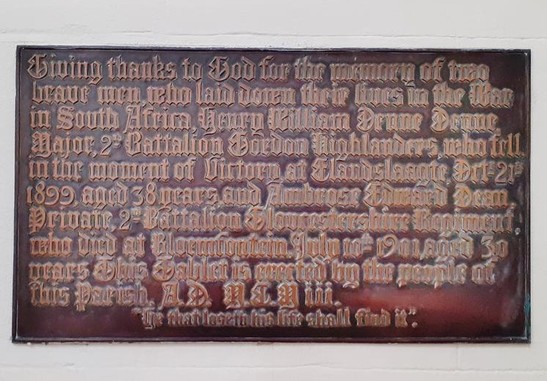 Giving thanks to God for the memory of two
brave men who laid down their lives in the War
in South Africa, Henry William Denne Denne
Major, 2nd Battalion Gordon Highlanders, who fell
in the moment of Victory at Elandslaagte Oct 21st
1899, aged 38 years, and Ambrose Edward Dean
Private 2nd Battalion Gloucestershire Regiment
who died at Bloemfontein July 10th 1901, aged 30
years This Tablet is erected by the people of
this Parish, A.D.
"He that loseth his life shall find it".